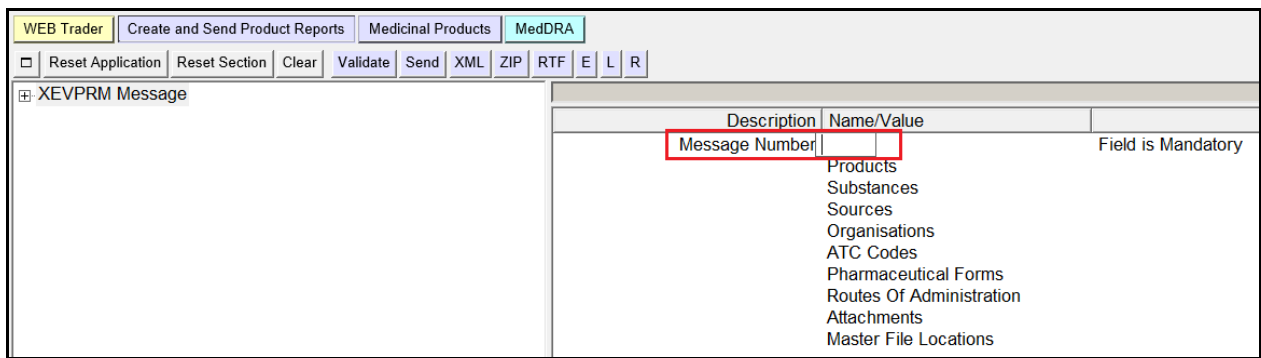 WEB Trader Create and Send Product Reports Medicinal Products MedDRA
Reset Application Reset Section Clear Validate Send XML ZIP RTF E L R
XEVPRM Message
Description Name/Value
Message Number Field is Mandatory
Products
Substances
Sources
Organisations
ATC Codes
Pharmaceutical Forms
Routes Of Administration
Attachments
Master File Locations